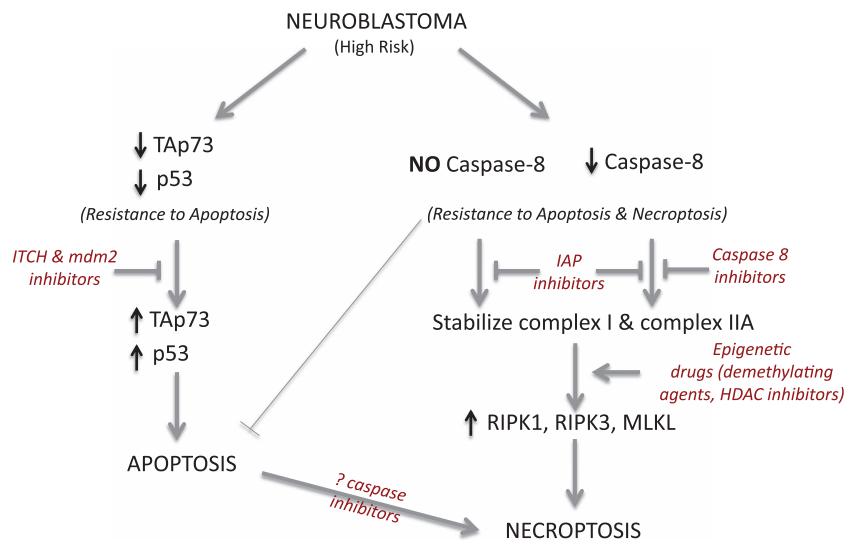 NEUROBLASTOMA
(High Risk)
↓ TAp73
↓ p53
(Resistance to Apoptosis)
NO Caspase-8
↓ Caspase-8
(Resistance to Apoptosis & Necroptosis)
ITCH & mdm2
inhibitors
IAP
inhibitors
Caspase 8
inhibitors
↑ TAp73
↑ p53
Stabilize complex I & complex IIA
Epigenetic
drugs (demethylating
agents, HDAC inhibitors)
↑ RIPK1, RIPK3, MLKL
APOPTOSIS
? caspase
inhibitors
NECROPTOSIS